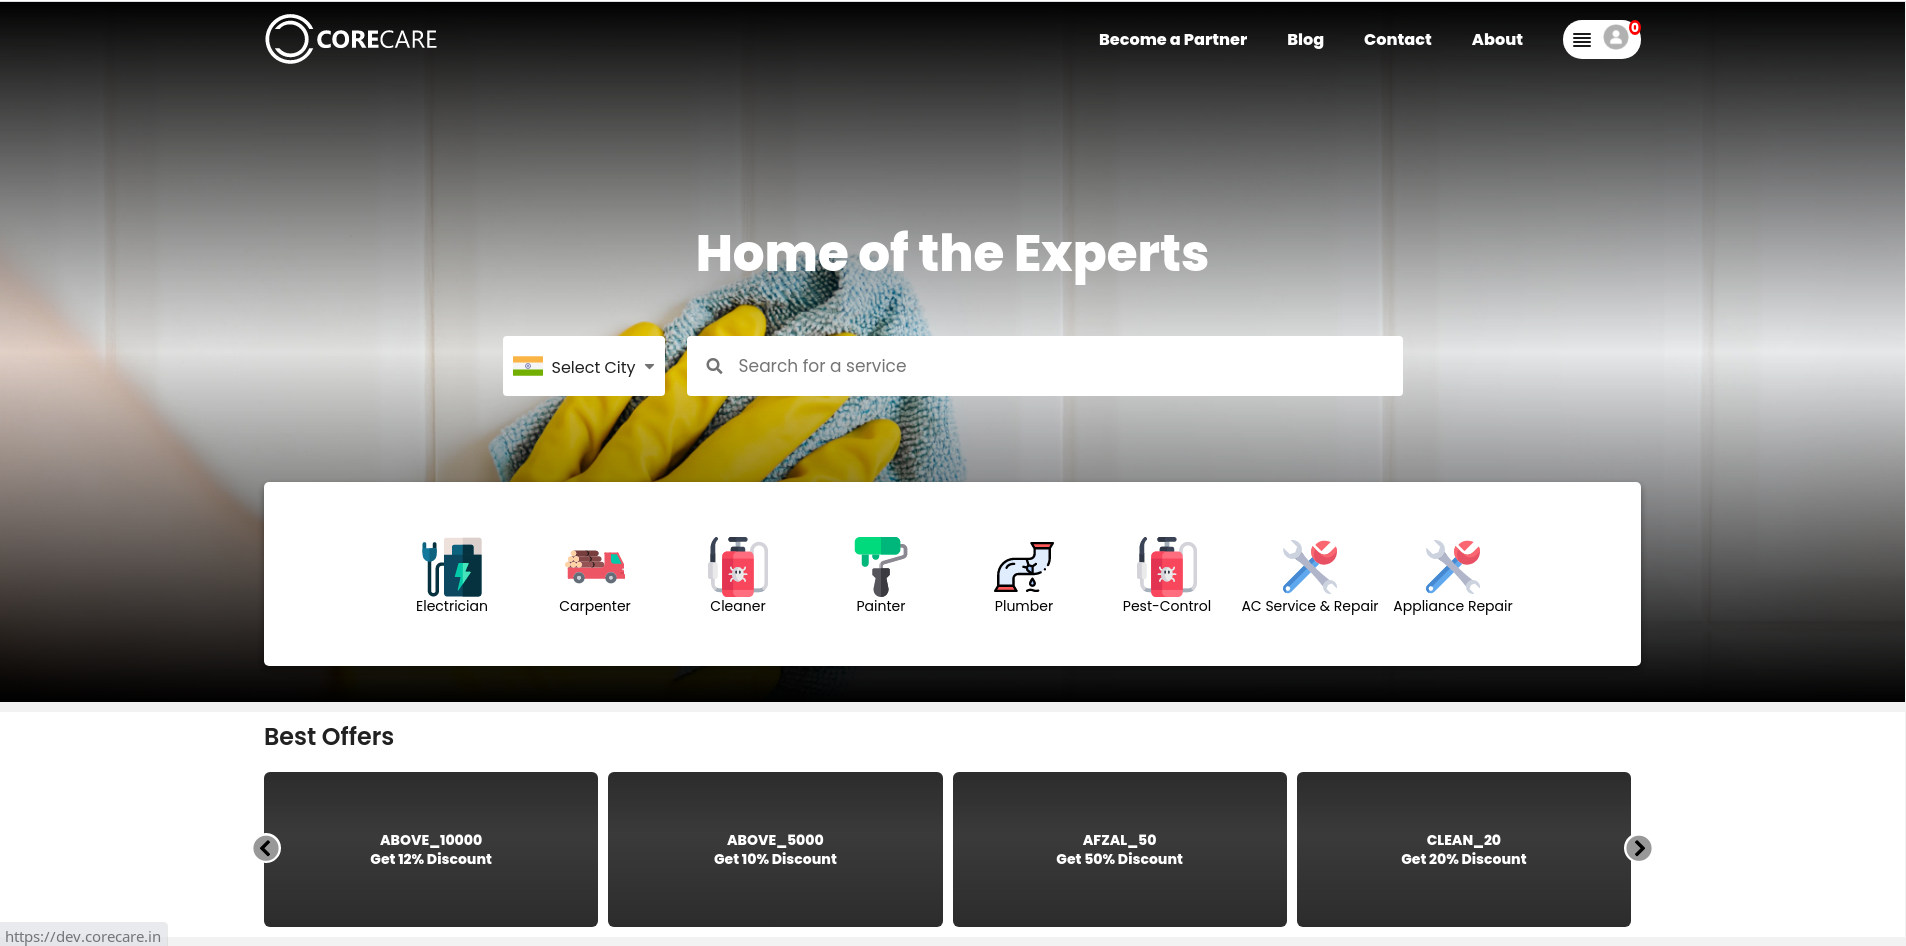 CORECARE
Become a Partner Blog Contact About 0
Home of the Experts
Select City Search for a service
Electrician Carpenter Cleaner Painter Plumber Pest-Control AC Service & Repair Appliance Repair
Best Offers
ABOVE_10000
Get 12% Discount
ABOVE_5000
Get 10% Discount
AFZAL_50
Get 50% Discount
CLEAN_20
Get 20% Discount
https://dev.corecare.in